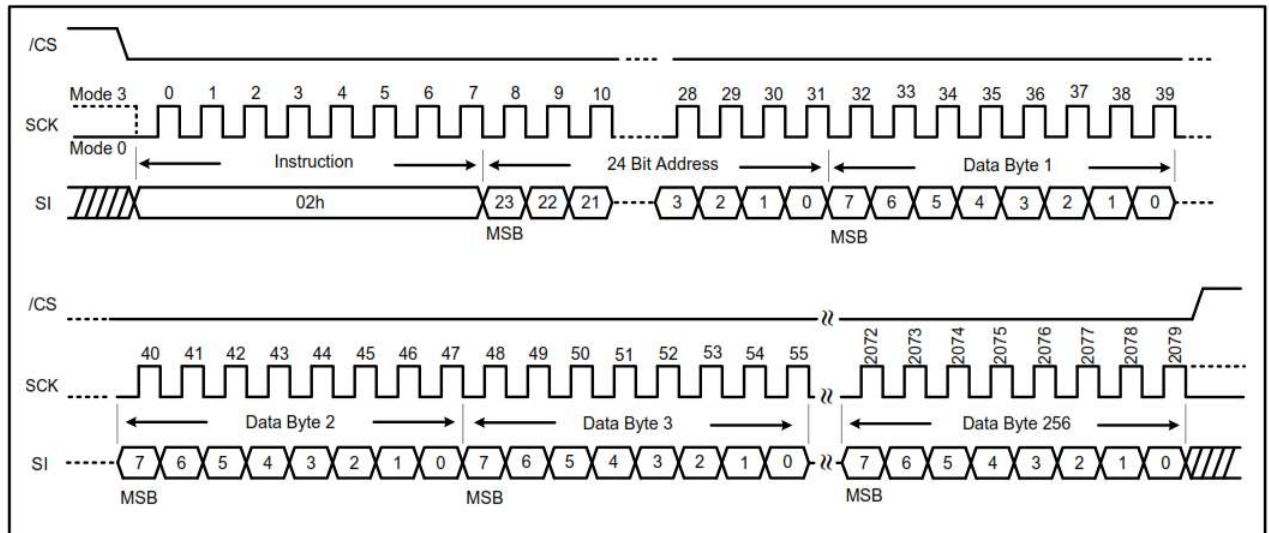 /CS
Mode 3 0 1 2 3 4 5 6 7 8 9 10 28 29 30 31 32 33 34 35 36 37 38 39
SCK
Mode 0
Instruction 24 Bit Address Data Byte 1
SI 02h 23 22 21 3 2 1 0 7 6 5 4 3 2 1 0
MSB MSB
/CS
40 41 42 43 44 45 46 47 48 49 50 51 52 53 54 55 2072 2073 2074 2075 2076 2077 2078 2079
SCK
Data Byte 2 Data Byte 3 Data Byte 256
SI 7 6 5 4 3 2 1 0 7 6 5 4 3 2 1 0 7 6 5 4 3 2 1 0
MSB MSB MSB